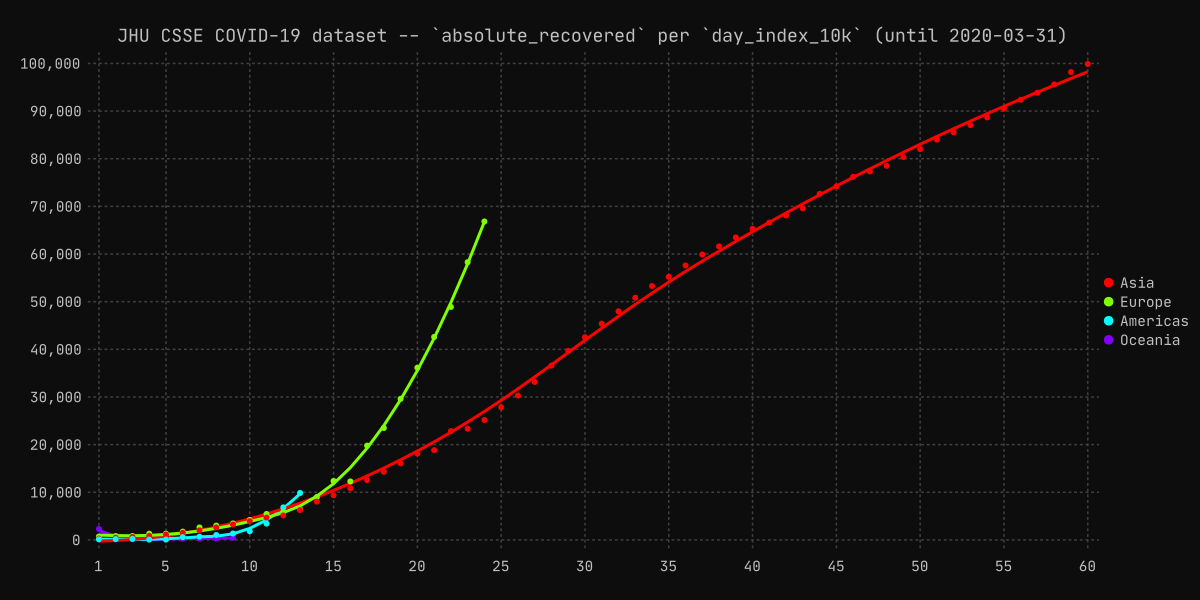 JHU CSSE COVID-19 dataset -- `absolute_recovered` per `day_index_10k` (until 2020-03-31)
100,000
90,000
80,000
70,000
60,000
50,000
40,000
30,000
20,000
10,000
0
1 5 10 15 20 25 30 35 40 45 50 55 60
Asia
Europe
Americas
Oceania